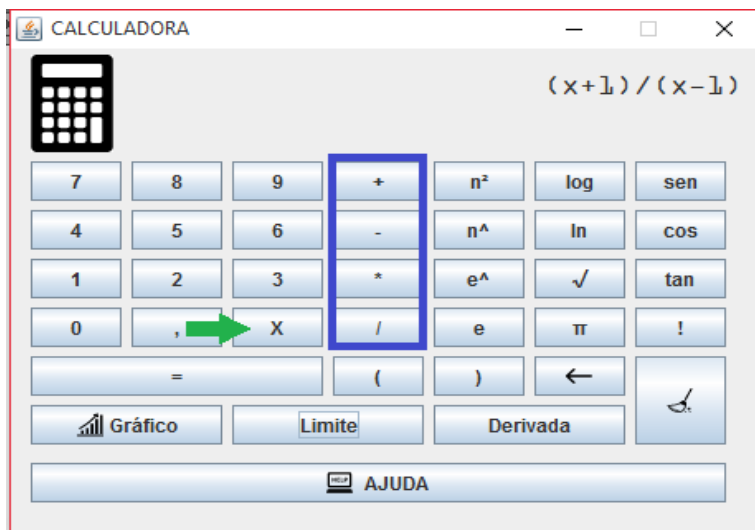 CALCULADORA
(x+1)/(x-1)
7 8 9 + n² log sen
4 5 6 - n^ ln cos
1 2 3 * e^ √ tan
0 , X / e π !
= ( ) ←
Gráfico Limite Derivada
HELP AJUDA